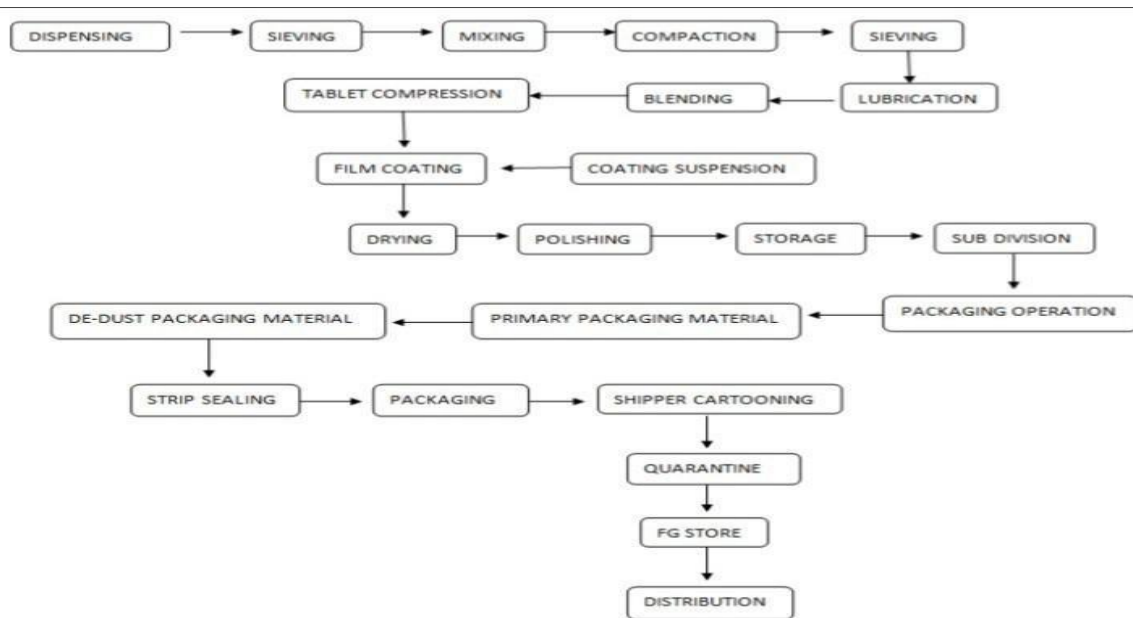 DISPENSING
SIEVING
MIXING
COMPACTION
SIEVING
TABLET COMPRESSION
BLENDING
LUBRICATION
FILM COATING
COATING SUSPENSION
DRYING
POLISHING
STORAGE
SUB DIVISION
DE-DUST PACKAGING MATERIAL
PRIMARY PACKAGING MATERIAL
PACKAGING OPERATION
STRIP SEALING
PACKAGING
SHIPPER CARTOONING
QUARANTINE
FG STORE
DISTRIBUTION